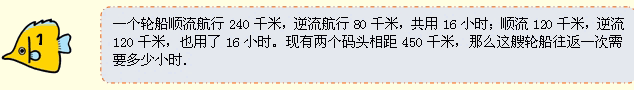 1
一个轮船顺流航行 240 千米，逆流航行 80 千米，共用 16 小时；顺流 120 千米，逆流
120 千米，也用了 16 小时。现有两个码头相距 450 千米，那么这艘轮船往返一次需
要多少小时．